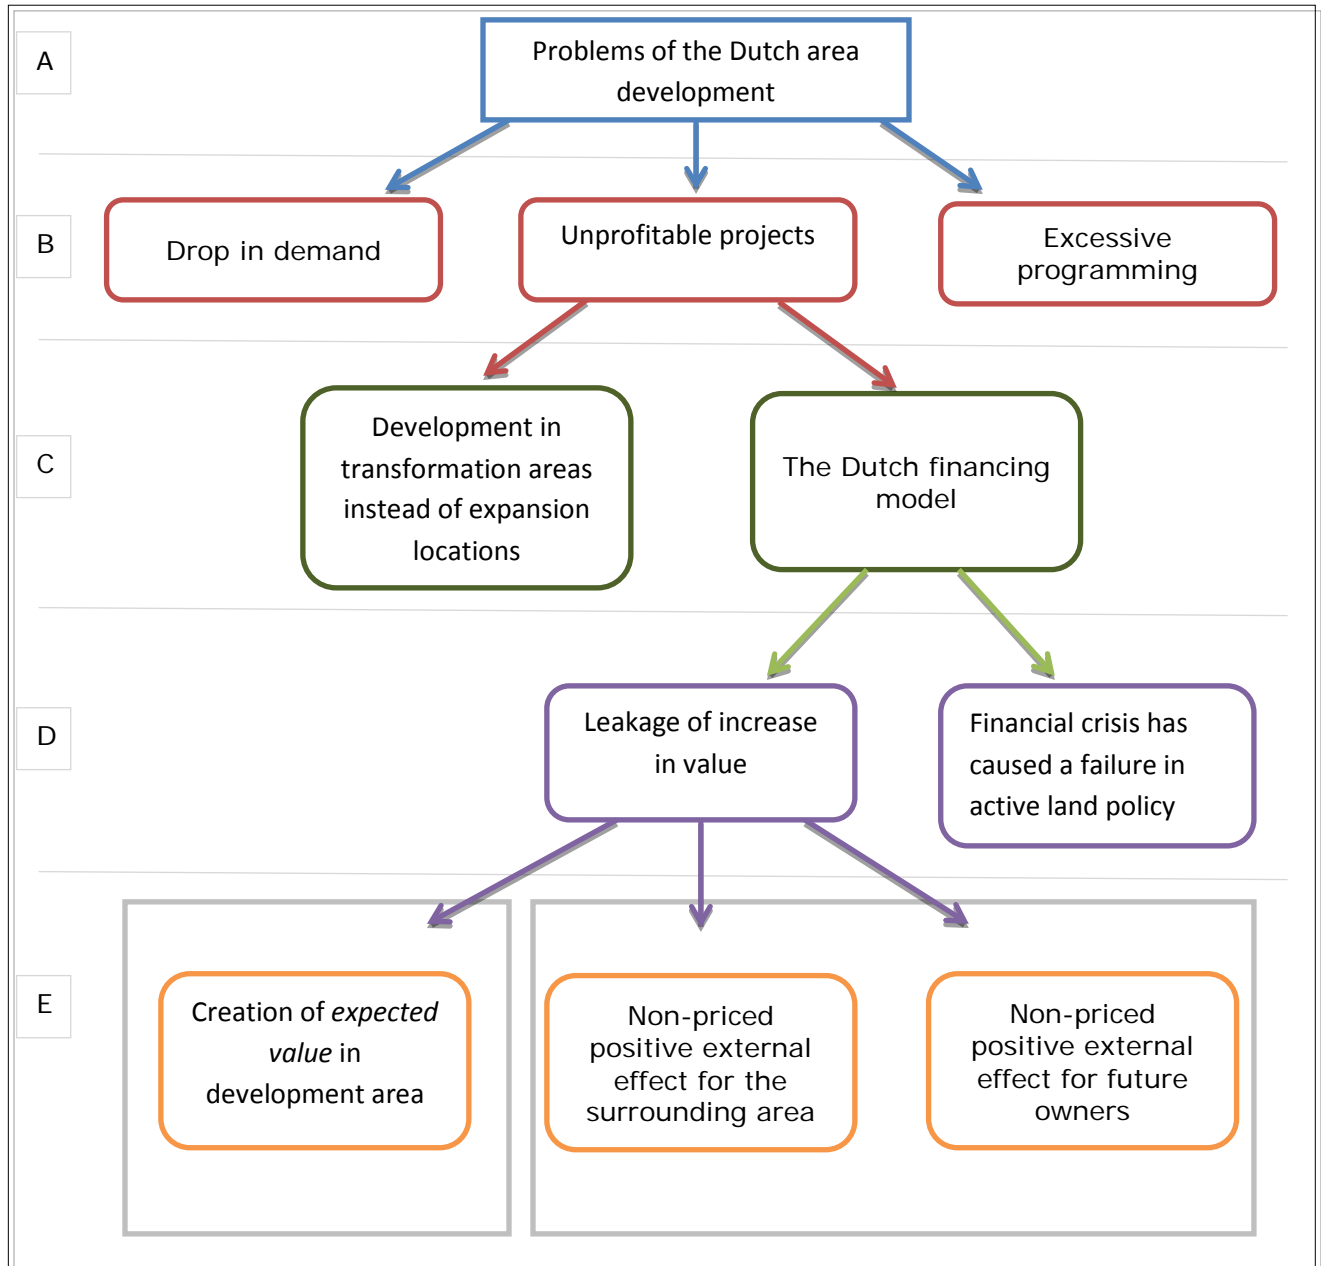 A
Problems of the Dutch area
development
B
Drop in demand
Unprofitable projects
Excessive
programming
C
Development in
transformation areas
instead of expansion
locations
The Dutch financing
model
D
Leakage of increase
in value
Financial crisis has
caused a failure in
active land policy
E
Creation of expected
value in
development area
Non-priced
positive external
effect for the
surrounding area
Non-priced
positive external
effect for future
owners